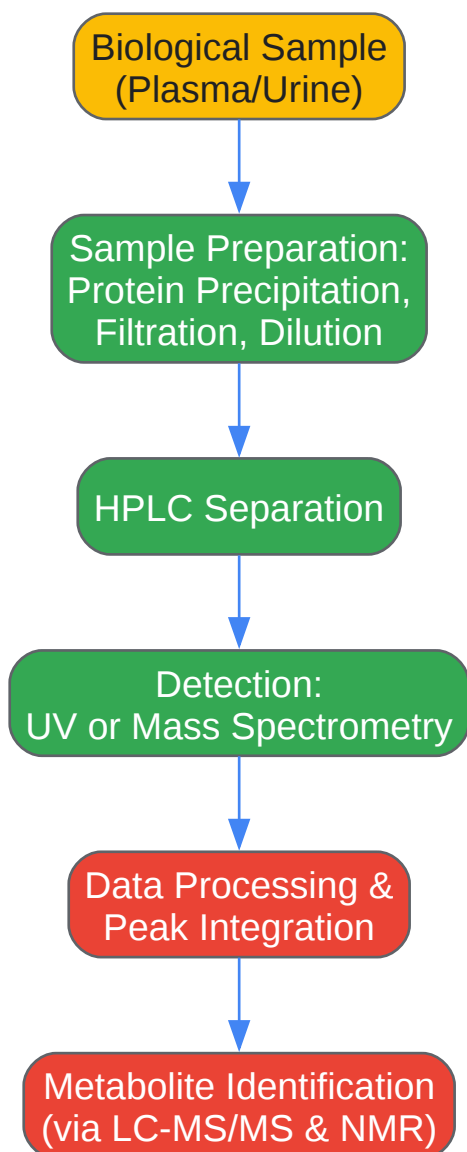 Biological Sample
(Plasma/Urine)
Sample Preparation:
Protein Precipitation,
Filtration, Dilution
HPLC Separation
Detection:
UV or Mass Spectrometry
Data Processing &
Peak Integration
Metabolite Identification
(via LC-MS/MS & NMR)